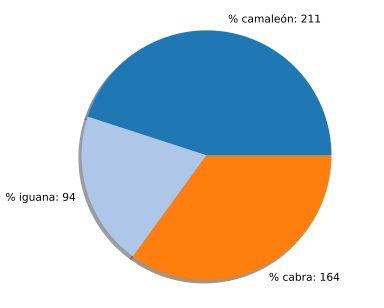 % camaleón: 211
% iguana: 94
% cabra: 164